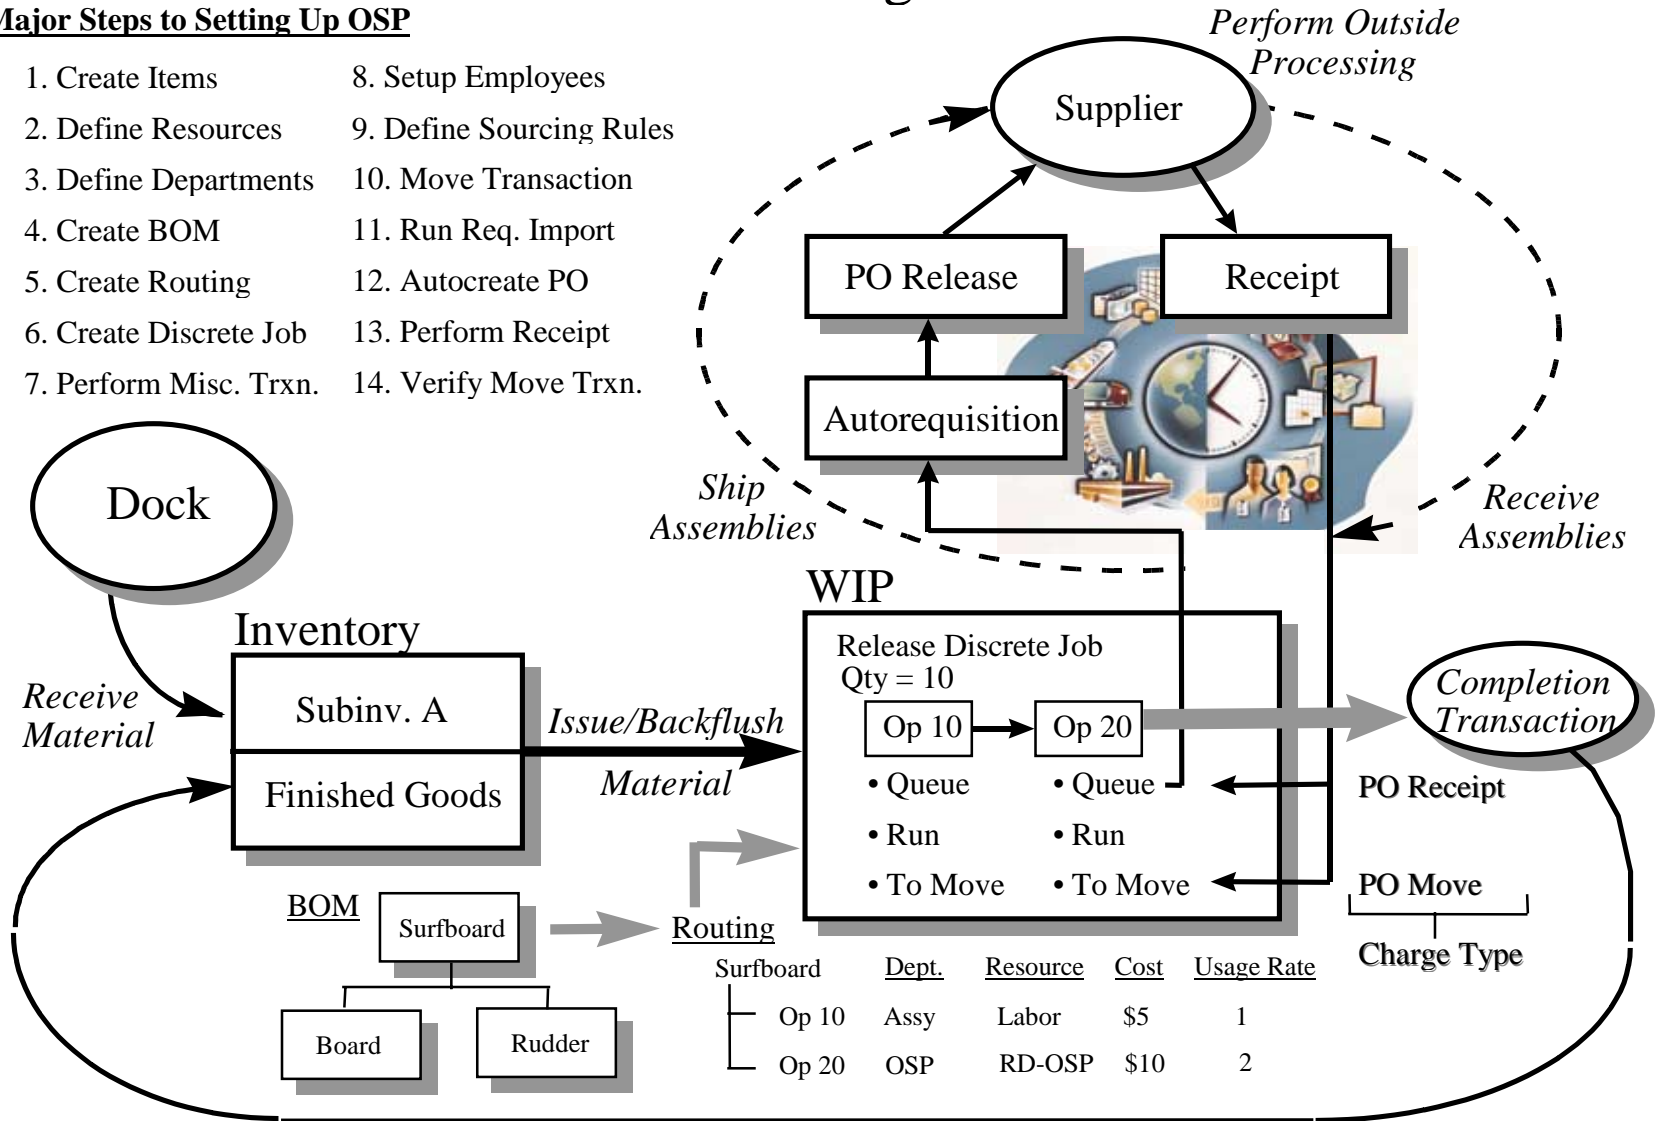 Major Steps to Setting Up OSP
1. Create Items
2. Define Resources
3. Define Departments
4. Create BOM
5. Create Routing
6. Create Discrete Job
7. Perform Misc. Trxn.
8. Setup Employees
9. Define Sourcing Rules
10. Move Transaction
11. Run Req. Import
12. Autocreate PO
13. Perform Receipt
14. Verify Move Trxn.
Perform Outside
Processing
Supplier
PO Release
Receipt
Autorequisition
Ship
Assemblies
Receive
Assemblies
Dock
Receive
Material
Inventory
Subinv. A
Finished Goods
Issue/Backflush
Material
WIP
Release Discrete Job
Qty = 10
Op 10
Op 20
• Queue
• Run
• To Move
• Queue
• Run
• To Move
Completion
Transaction
PO Receipt
PO Move
Charge Type
BOM
Surfboard
Board
Rudder
Routing
Surfboard Dept. Resource Cost Usage Rate
Op 10 Assy Labor $5 1
Op 20 OSP RD-OSP $10 2